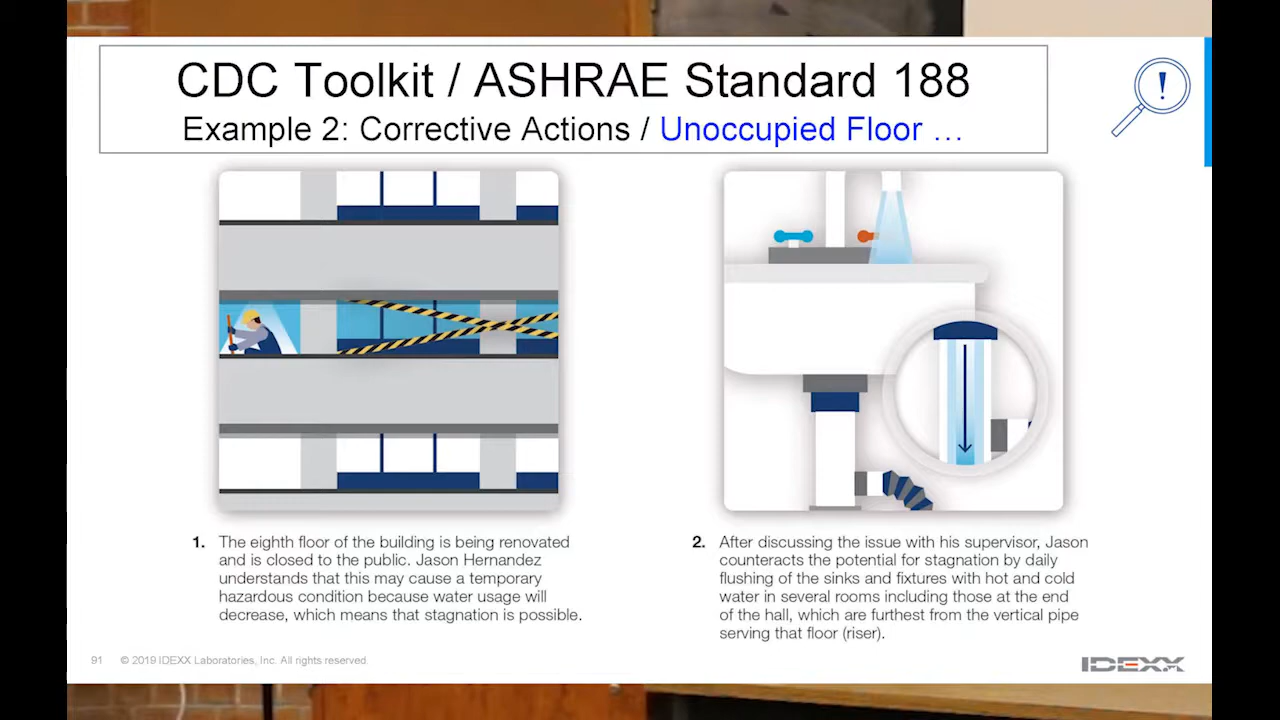 CDC Toolkit / ASHRAE Standard 188
Example 2: Corrective Actions / Unoccupied Floor …
!
1. The eighth floor of the building is being renovated
and is closed to the public. Jason Hernandez
understands that this may cause a temporary
hazardous condition because water usage will
decrease, which means that stagnation is possible.
2. After discussing the issue with his supervisor, Jason
counteracts the potential for stagnation by daily
flushing of the sinks and fixtures with hot and cold
water in several rooms including those at the end
of the hall, which are furthest from the vertical pipe
serving that floor (riser).
91 © 2019 IDEXX Laboratories, Inc. All rights reserved.
IDEXX